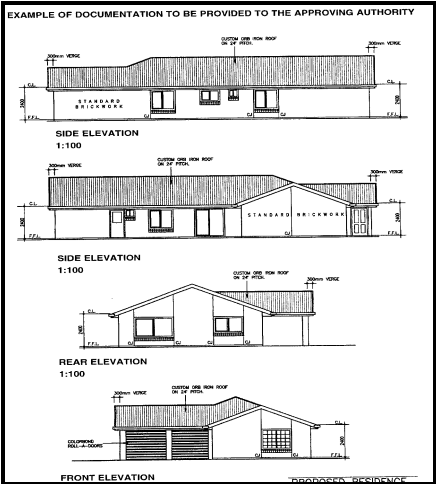 EXAMPLE OF DOCUMENTATION TO BE PROVIDED TO THE APPROVING AUTHORITY
CUSTOM ORB IRON ROOF
ON 24° PITCH.
300mm VERGE
300mm VERGE
C.L.
C.L.
2400
STANDARD
BRICKWORK
2400
F.F.L.
CJ
CJ
F.F.L.
SIDE ELEVATION
1:100
CUSTOM ORB IRON ROOF
ON 24° PITCH.
300mm VERGE
300mm VERGE
C.L.
C.L.
2400
STANDARD BRICKWORK
2400
F.F.L.
CJ
F.F.L.
SIDE ELEVATION
1:100
CUSTOM ORB IRON ROOF
ON 24° PITCH.
300mm VERGE
C.L.
2400
F.F.L.
CJ
CJ
CJ
CJ
REAR ELEVATION
1:100
300mm VERGE
CUSTOM ORB IRON ROOF
ON 24° PITCH.
C.L.
COLORBOND
ROLL-A-DOORS
2400
CJ
CJ
F.F.L.
FRONT ELEVATION
PROPOSED RESIDENCE